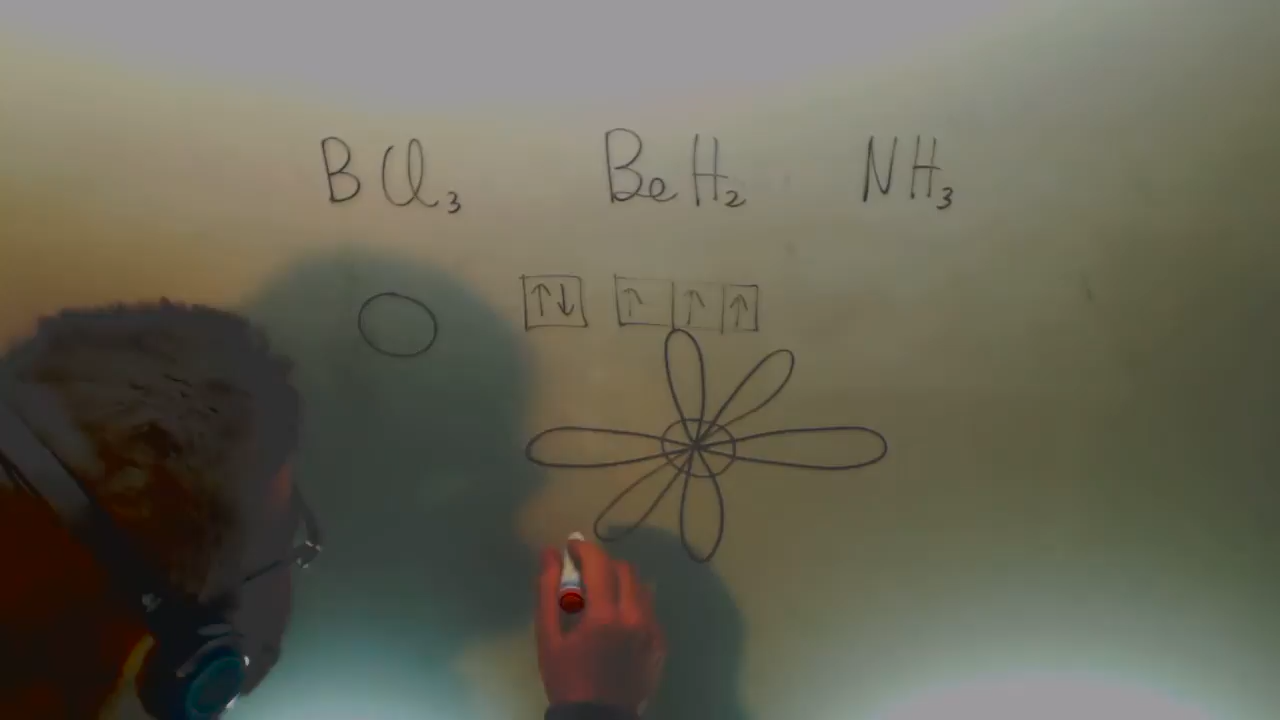 BCl₃ BeH₂ NH₃
↑↓ ↑ ↑ ↑